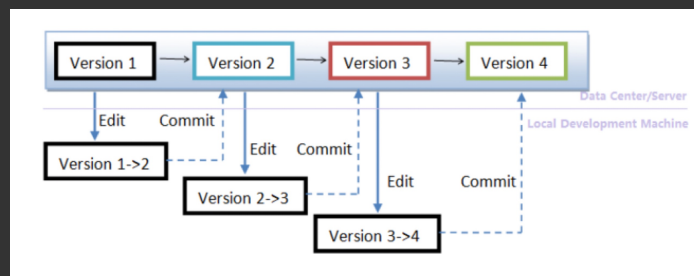 Version 1
Version 2
Version 3
Version 4
Data Center/Server
Local Development Machine
Edit
Commit
Version 1->2
Edit
Commit
Version 2->3
Edit
Commit
Version 3->4